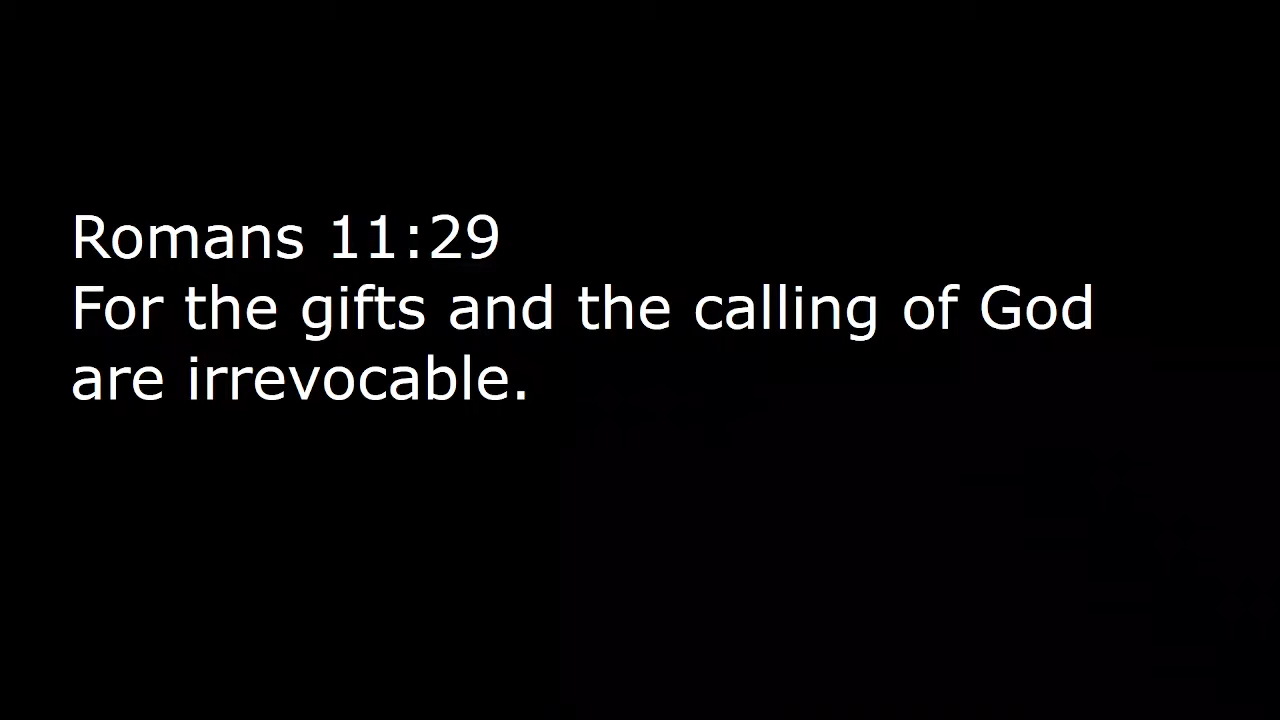 Romans 11:29
For the gifts and the calling of God
are irrevocable.